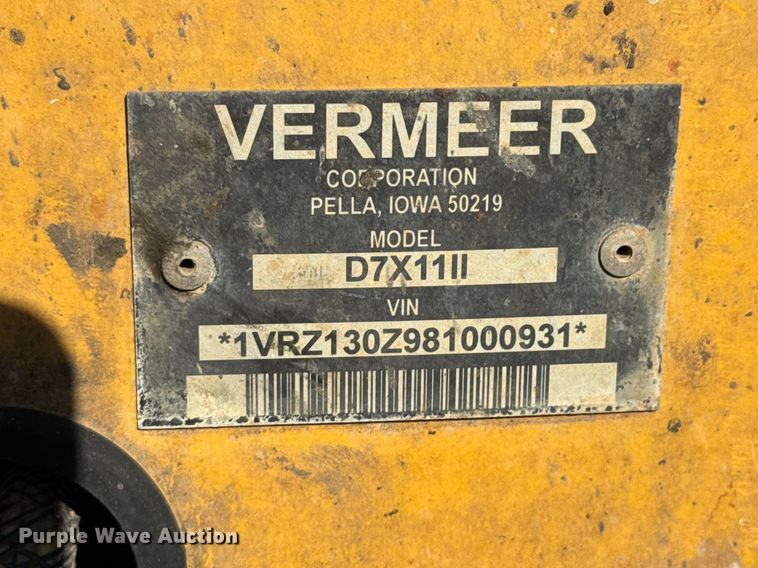 VERMEER
CORPORATION
PELLA, IOWA 50219
MODEL
D7X11II
VIN
*1VRZ130Z981000931*
Purple Wave Auction